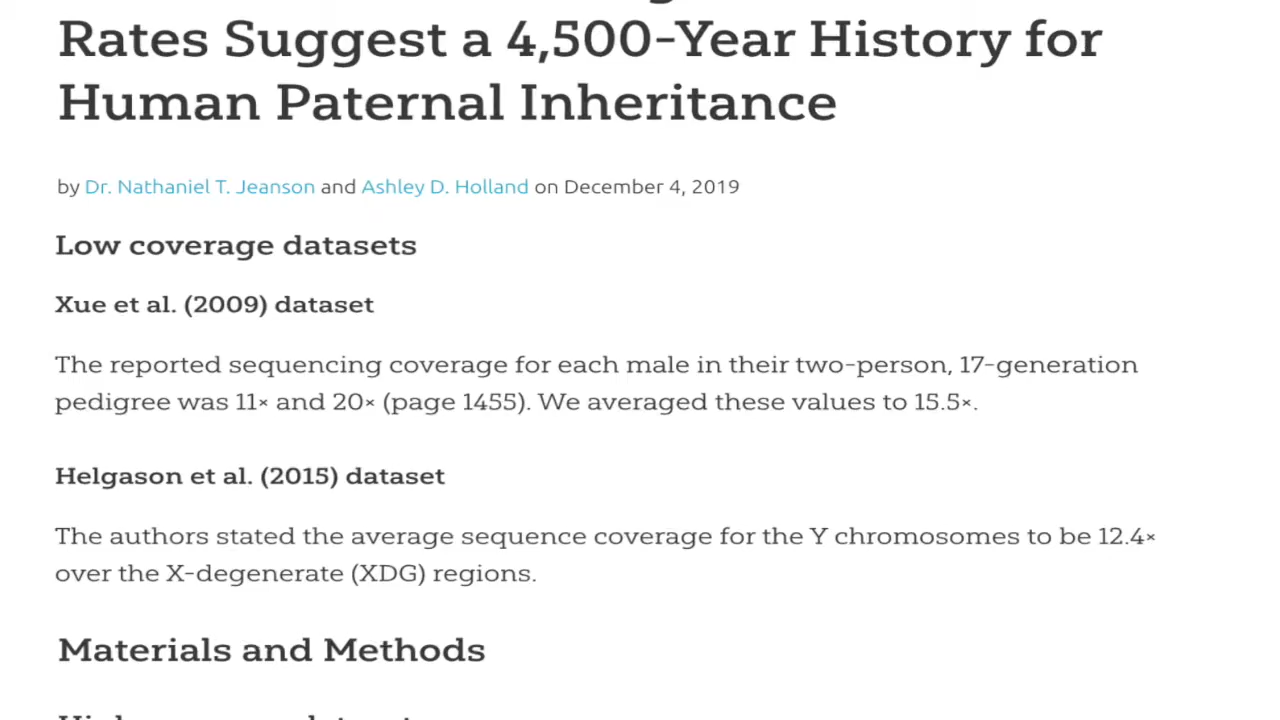 Rates Suggest a 4,500-Year History for
Human Paternal Inheritance
by Dr. Nathaniel T. Jeanson and Ashley D. Holland on December 4, 2019
Low coverage datasets
Xue et al. (2009) dataset
The reported sequencing coverage for each male in their two-person, 17-generation
pedigree was 11× and 20× (page 1455). We averaged these values to 15.5×.
Helgason et al. (2015) dataset
The authors stated the average sequence coverage for the Y chromosomes to be 12.4×
over the X-degenerate (XDG) regions.
Materials and Methods